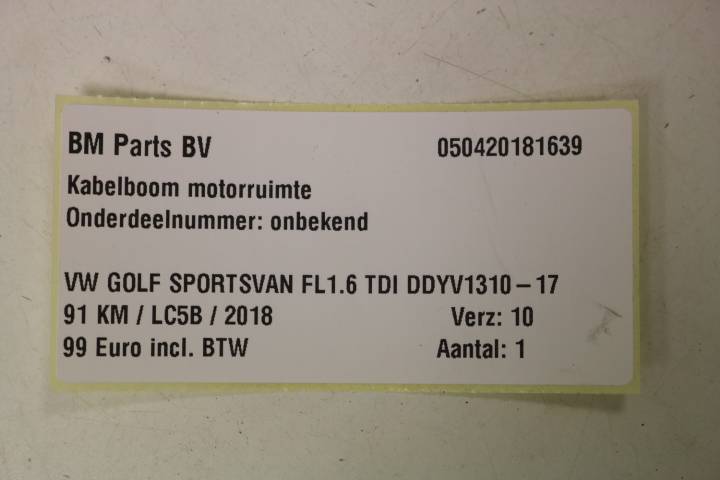 BM Parts BV 050420181639
Kabelboom motorruimte
Onderdeelnummer: onbekend
VW GOLF SPORTSVAN FL1.6 TDI DDYV1310-17
91 KM / LC5B / 2018 Verz: 10
99 Euro incl. BTW Aantal: 1